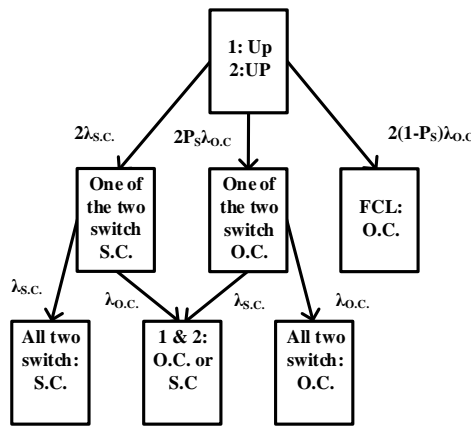 1: Up
2:UP
2λS.C.
2PSλO.C
2(1-PS)λO.C
One of
the two
switch
S.C.
One of
the two
switch
O.C.
FCL:
O.C.
λS.C.
λO.C.
λS.C.
λO.C.
All two
switch:
S.C.
1 & 2:
O.C. or
S.C
All two
switch:
O.C.